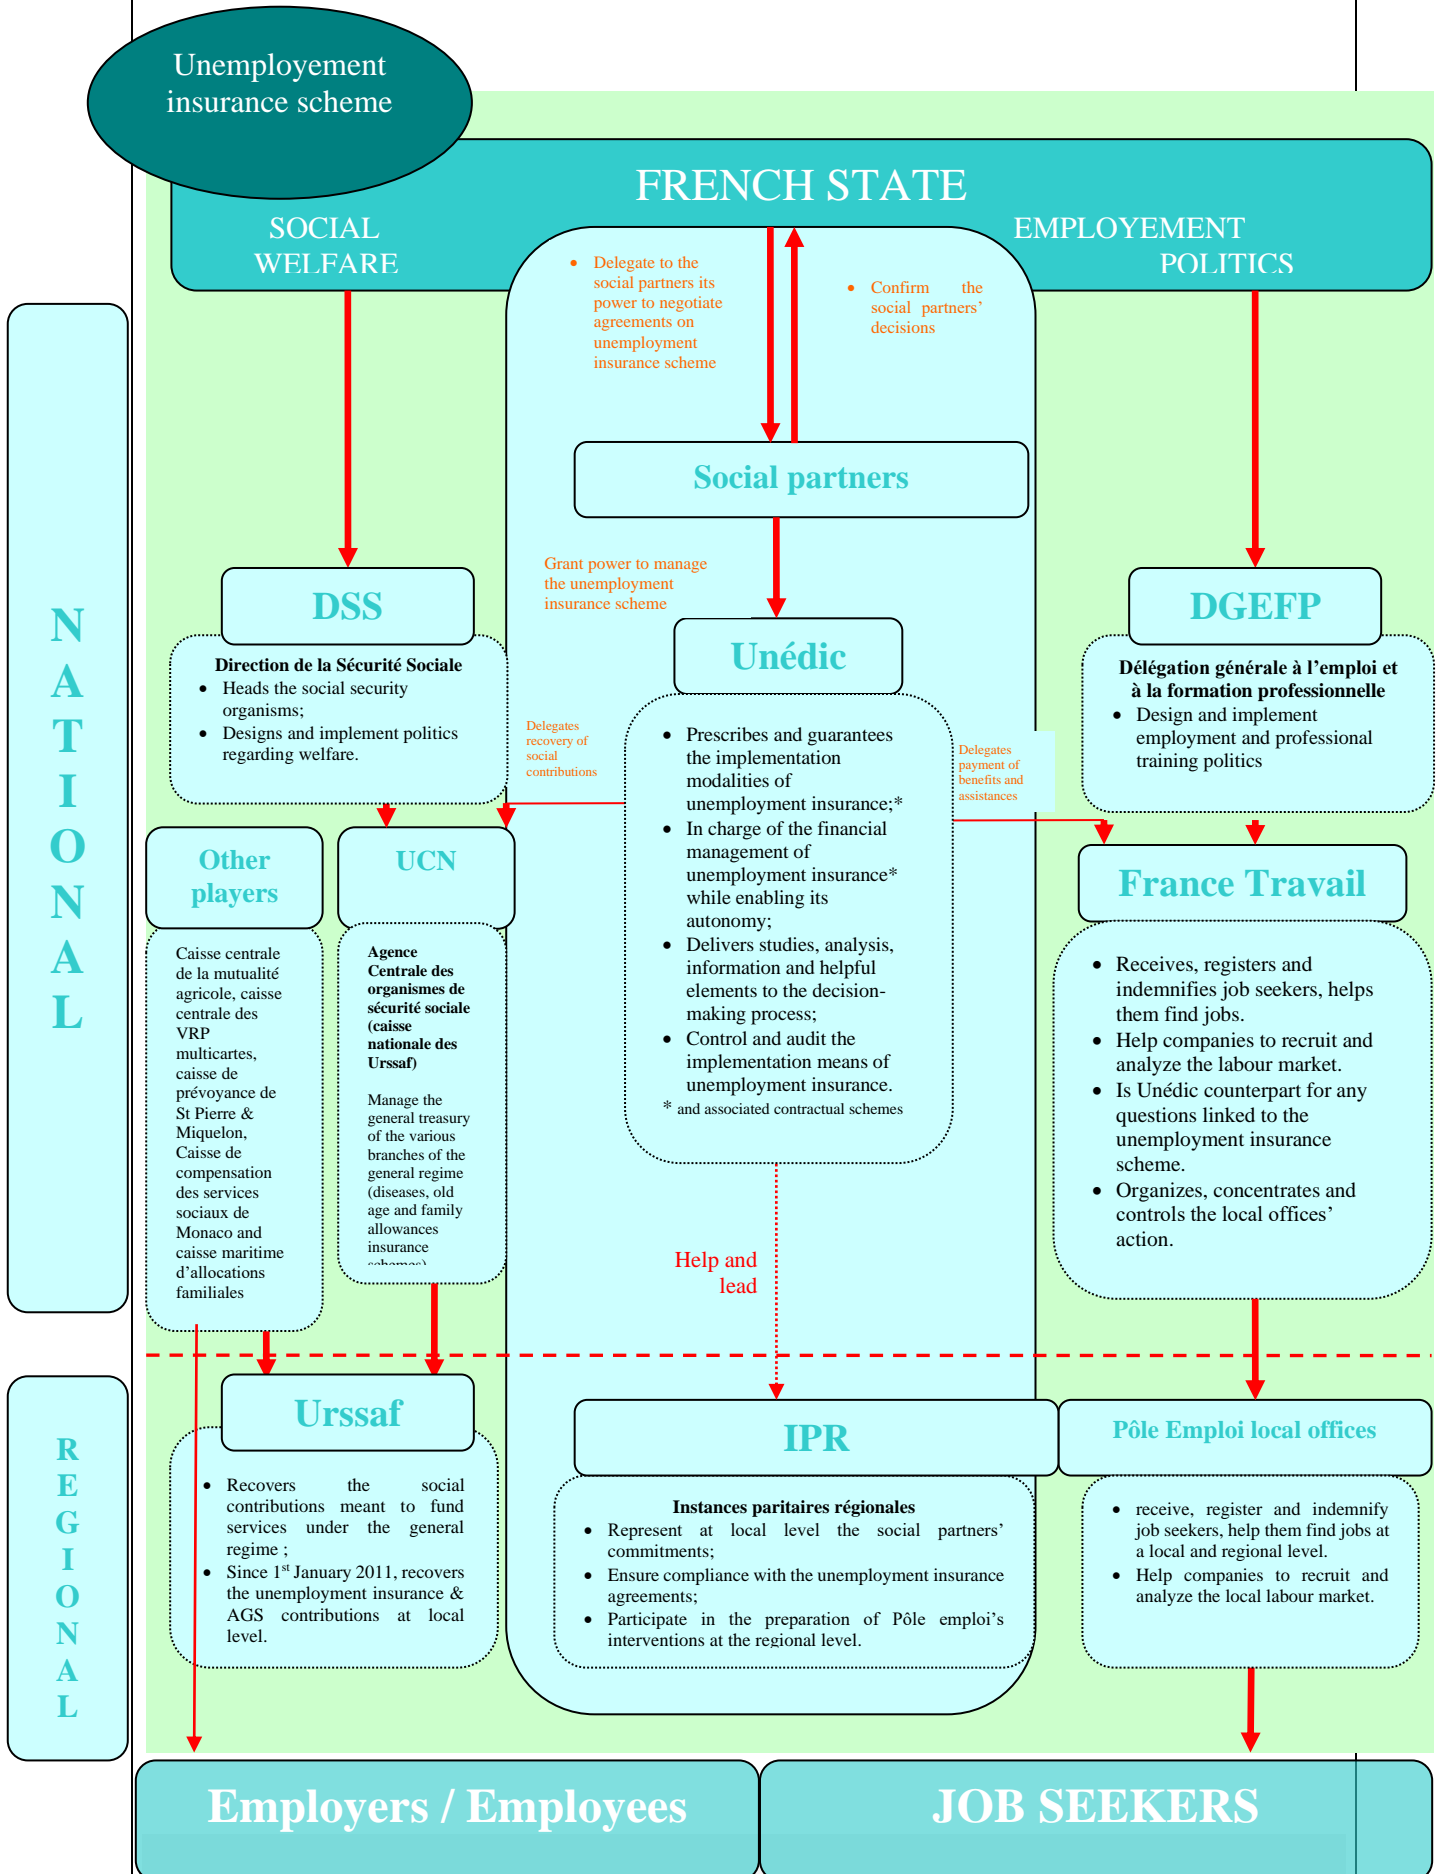 Unemployement
insurance scheme
FRENCH STATE
SOCIAL
WELFARE
EMPLOYEMENT
POLITICS
• Delegate to the
social partners its
power to negotiate
agreements on
unemployment
insurance scheme
• Confirm the
social partners’
decisions
NATIONAL
Social partners
Grant power to manage
the unemployment
insurance scheme
DSS
Direction de la Sécurité Sociale
• Heads the social security
organisms;
• Designs and implement politics
regarding welfare.
Unédic
• Prescribes and guarantees
the implementation
modalities of
unemployment insurance;*
• In charge of the financial
management of
unemployment insurance*
while enabling its
autonomy;
• Delivers studies, analysis,
information and helpful
elements to the decision-
making process;
• Control and audit the
implementation means of
unemployment insurance.
* and associated contractual schemes
DGEFP
Délégation générale à l’emploi et
à la formation professionnelle
• Design and implement
employment and professional
training politics
Delegates
recovery of
social
contributions
Delegates
payment of
benefits and
assistances
Other
players
Caisse centrale
de la mutualité
agricole, caisse
centrale des
VRP
multicartes,
caisse de
prévoyance de
St Pierre &
Miquelon,
Caisse de
compensation
des services
sociaux de
Monaco and
caisse maritime
d’allocations
familiales
UCN
Agence
Centrale des
organismes de
sécurité sociale
(caisse
nationale des
Urssaf)
Manage the
general treasury
of the various
branches of the
general regime
(diseases, old
age and family
allowances
insurance
schemes)
France Travail
• Receives, registers and
indemnifies job seekers, helps
them find jobs.
• Help companies to recruit and
analyze the labour market.
• Is Unédic counterpart for any
questions linked to the
unemployment insurance
scheme.
• Organizes, concentrates and
controls the local offices’
action.
Help and
lead
REGIONAL
Urssaf
• Recovers the social
contributions meant to fund
services under the general
regime ;
• Since 1st January 2011, recovers
the unemployment insurance &
AGS contributions at local
level.
IPR
Instances paritaires régionales
• Represent at local level the social partners’
commitments;
• Ensure compliance with the unemployment insurance
agreements;
• Participate in the preparation of Pôle emploi’s
interventions at the regional level.
Pôle Emploi local offices
• receive, register and indemnify
job seekers, help them find jobs at
a local and regional level.
• Help companies to recruit and
analyze the local labour market.
Employers / Employees
JOB SEEKERS